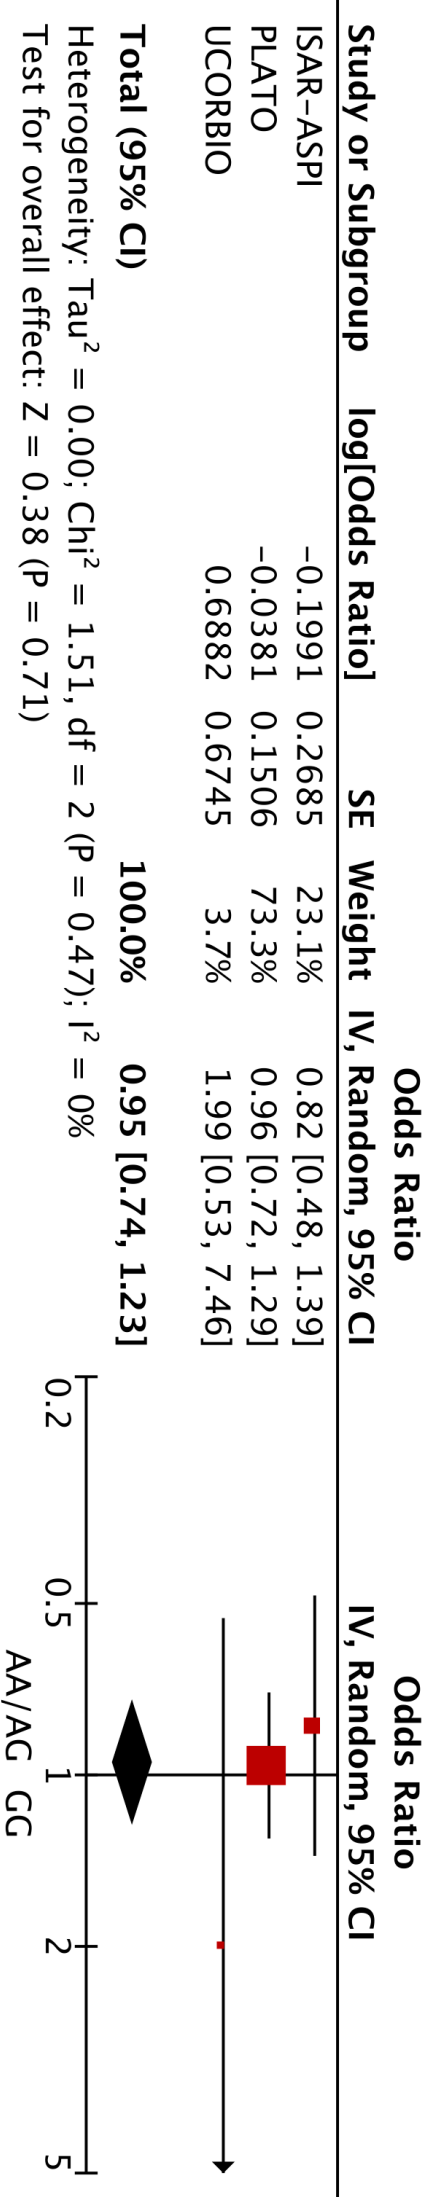 Odds Ratio Odds Ratio
Study or Subgroup log[Odds Ratio] SE Weight IV, Random, 95% CI IV, Random, 95% CI
ISAR-ASPI −0.1991 0.2685 23.1% 0.82 [0.48, 1.39]
PLATO −0.0381 0.1506 73.3% 0.96 [0.72, 1.29]
UCORBIO 0.6882 0.6745 3.7% 1.99 [0.53, 7.46]
Total (95% CI) 100.0% 0.95 [0.74, 1.23]
Heterogeneity: Tau² = 0.00; Chi² = 1.51, df = 2 (P = 0.47); I² = 0%
Test for overall effect: Z = 0.38 (P = 0.71)
0.2 0.5 1 2 5
AA/AG GG